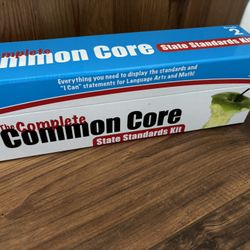 Complete
Common Core
2
State Standards Kit
Everything you need to display the standards and
"I Can" statements for Language Arts and Math!
The Complete
Common Core
State Standards Kit